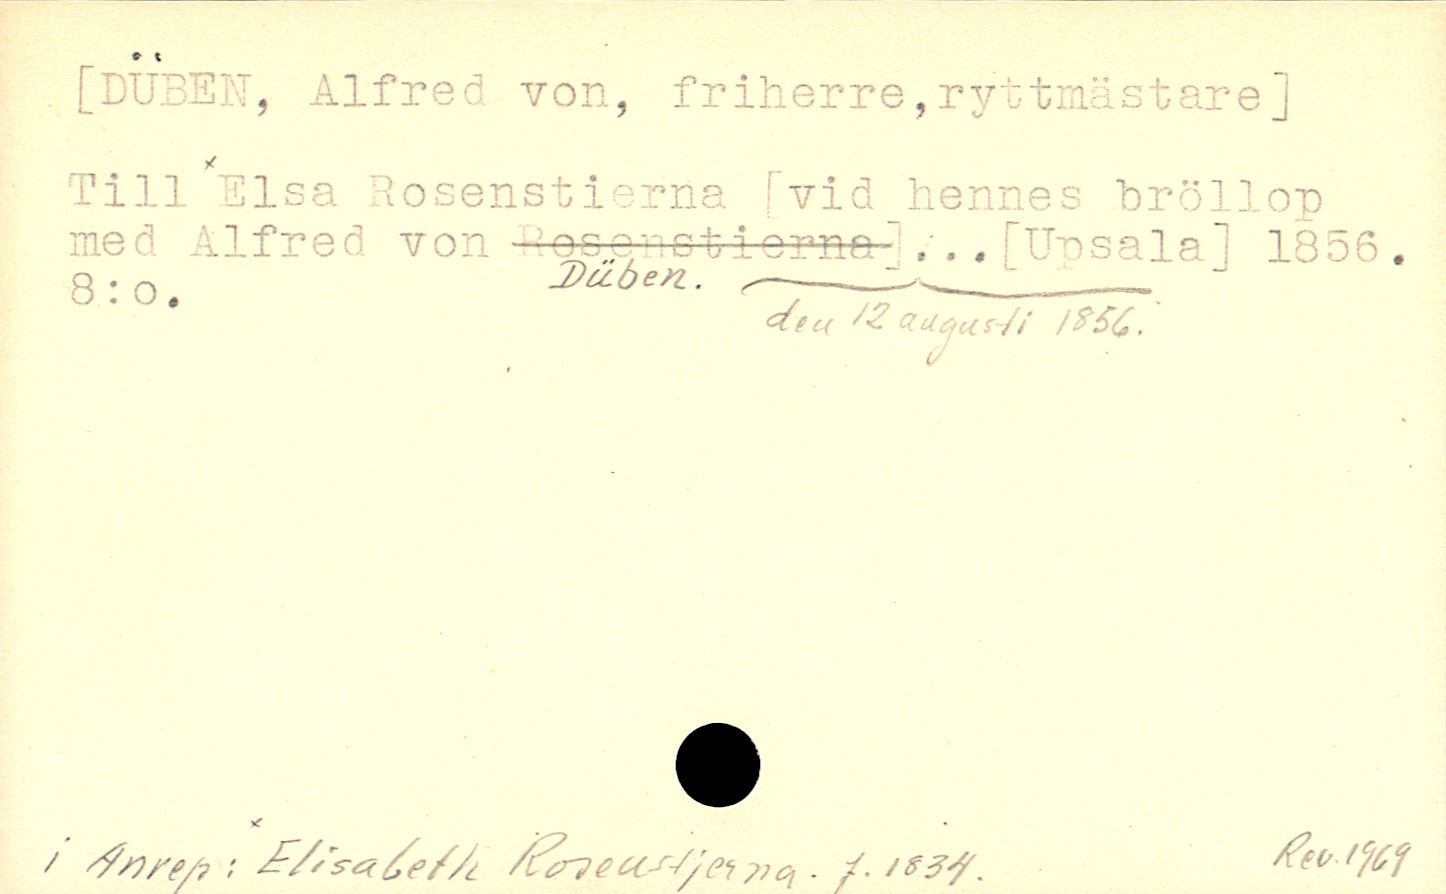 [DÜBEN, Alfred von, friherre,ryttmästare]
Till ˣElsa Rosenstierna [vid hennes bröllop
med Alfred von Rosenstierna]...[Upsala] 1856.
Düben.
8:o.
den 12 augusti 1856.
i Anrep: ˣElisabeth Rosenstjerna. f. 1834.
Rev. 1969